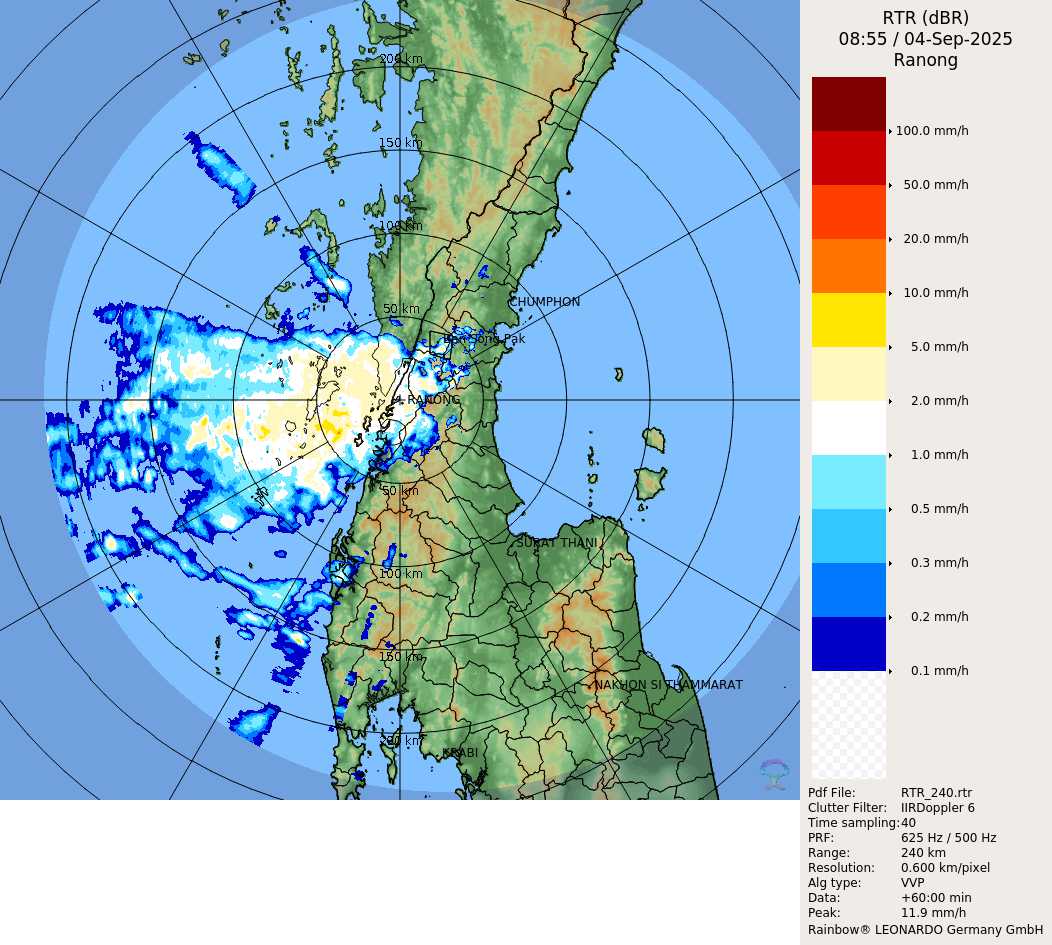 200 km
150 km
100 km
50 km
CHUMPHON
Ban Song Pak
RANONG
50 km
SURAT THANI
100 km
150 km
NAKHON SI THAMMARAT
200 km
KRABI
RTR (dBR)
08:55 / 04-Sep-2025
Ranong
100.0 mm/h
50.0 mm/h
20.0 mm/h
10.0 mm/h
5.0 mm/h
2.0 mm/h
1.0 mm/h
0.5 mm/h
0.3 mm/h
0.2 mm/h
0.1 mm/h
Pdf File: RTR_240.rtr
Clutter Filter: IIRDoppler 6
Time sampling:40
PRF: 625 Hz / 500 Hz
Range: 240 km
Resolution: 0.600 km/pixel
Alg type: VVP
Data: +60:00 min
Peak: 11.9 mm/h
Rainbow® LEONARDO Germany GmbH